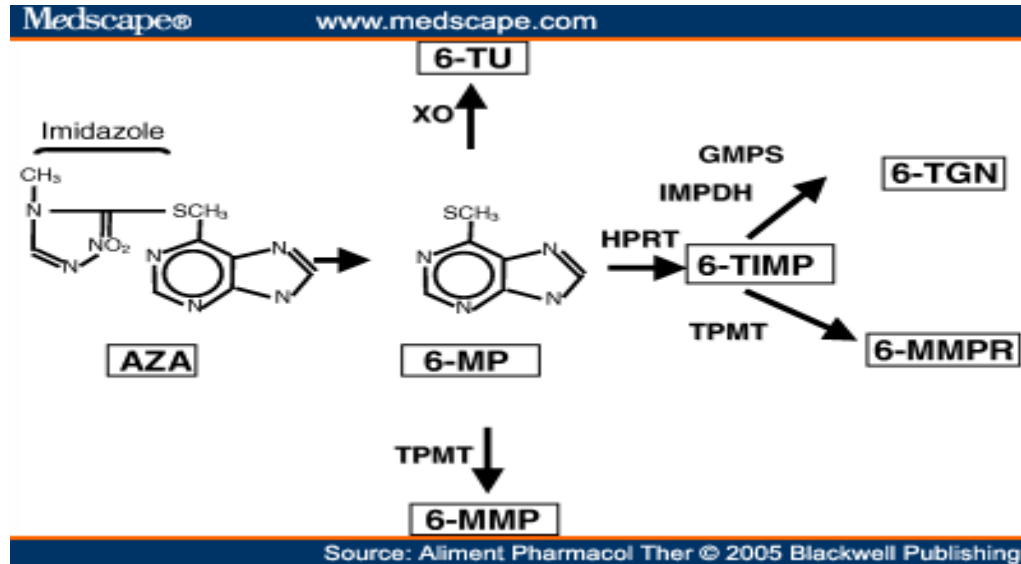 Medscape® www.medscape.com
6-TU
XO
Imidazole
CH₃
N
SCH₃
NO₂
N
N
N
N
N
AZA
SCH₃
N
N
N
N
6-MP
HPRT
6-TIMP
GMPS
IMPDH
6-TGN
TPMT
6-MMPR
TPMT
6-MMP
Source: Aliment Pharmacol Ther © 2005 Blackwell Publishing